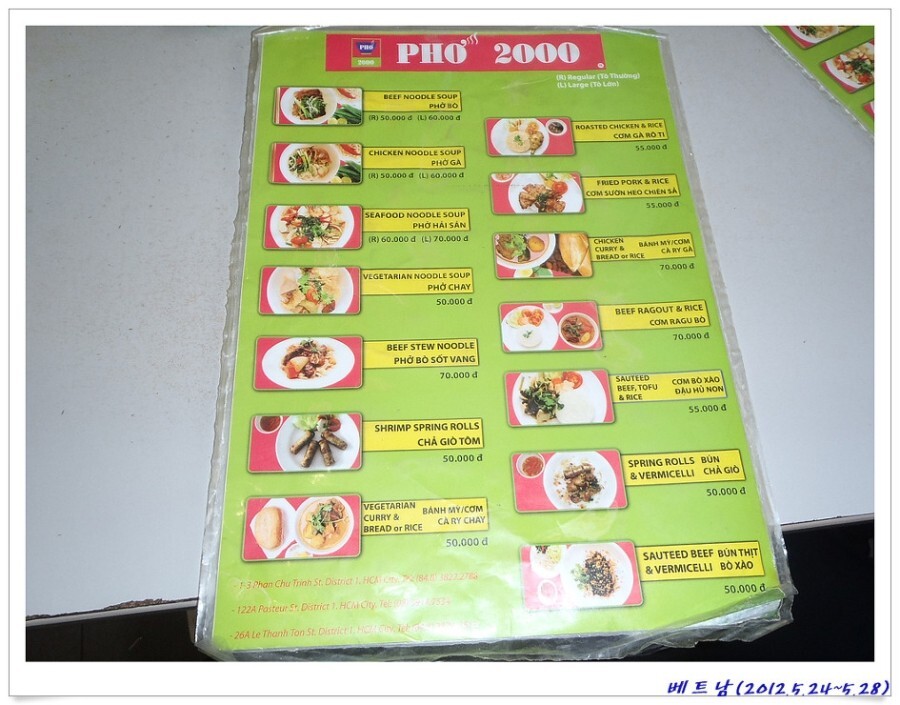 PHO 2000
PHỞ 2000
(R) Regular (Tô Thường)
(L) Large (Tô Lớn)
BEEF NOODLE SOUP
PHỞ BÒ
(R) 50.000 đ (L) 60.000 đ
CHICKEN NOODLE SOUP
PHỞ GÀ
(R) 50.000 đ (L) 60.000 đ
SEAFOOD NOODLE SOUP
PHỞ HẢI SẢN
(R) 60.000 đ (L) 70.000 đ
VEGETARIAN NOODLE SOUP
PHỞ CHAY
50.000 đ
BEEF STEW NOODLE
PHỞ BÒ SỐT VANG
70.000 đ
SHRIMP SPRING ROLLS
CHẢ GIÒ TÔM
50.000 đ
VEGETARIAN CURRY & BREAD or RICE
BÁNH MỲ/CƠM CÀ RY CHAY
50.000 đ
ROASTED CHICKEN & RICE
CƠM GÀ RÔ TI
55.000 đ
FRIED PORK & RICE
CƠM SƯỜN HEO CHIÊN SẢ
55.000 đ
CHICKEN CURRY & BREAD or RICE
BÁNH MỲ/CƠM CÀ RY GÀ
70.000 đ
BEEF RAGOUT & RICE
CƠM RAGU BÒ
70.000 đ
SAUTEED BEEF, TOFU & RICE
CƠM BÒ XÀO ĐẬU HỦ NON
55.000 đ
SPRING ROLLS & VERMICELLI
BÚN CHẢ GIÒ
50.000 đ
SAUTEED BEEF & VERMICELLI
BÚN THỊT BÒ XÀO
50.000 đ
- 1-3 Phan Chu Trinh St. District 1, HCM City.
- 122A Pasteur St. District 1, HCM City. Tel:
- 26A Le Thanh Ton St. District 1, HCM City. Tel:
베트남(2012.5.24~5.28)